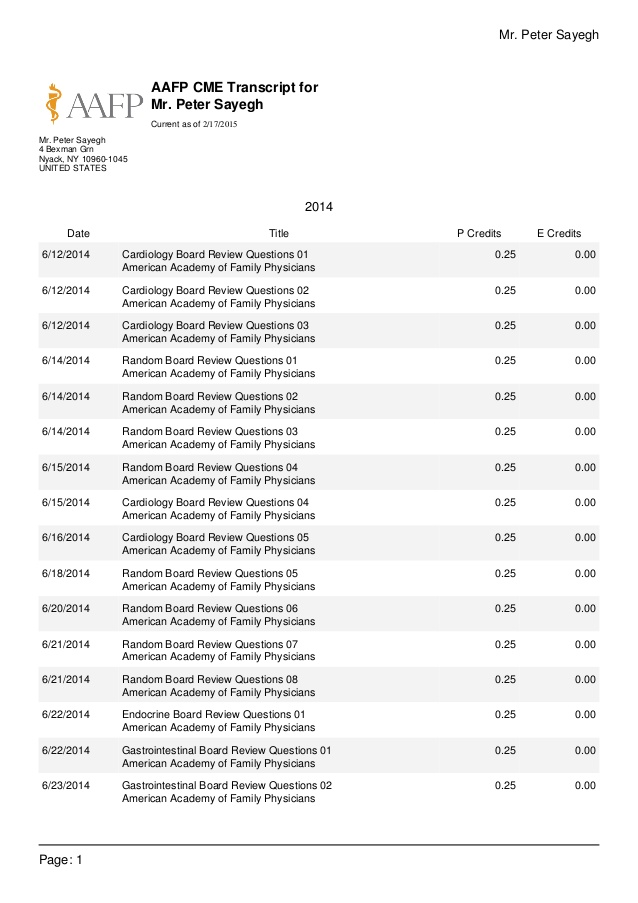 Mr. Peter Sayegh
AAFP
AAFP CME Transcript for
Mr. Peter Sayegh
Current as of 2/17/2015
Mr. Peter Sayegh
4 Bexman Grn
Nyack, NY 10960-1045
UNITED STATES
2014
Date Title P Credits E Credits
6/12/2014 Cardiology Board Review Questions 01 0.25 0.00
American Academy of Family Physicians
6/12/2014 Cardiology Board Review Questions 02 0.25 0.00
American Academy of Family Physicians
6/12/2014 Cardiology Board Review Questions 03 0.25 0.00
American Academy of Family Physicians
6/14/2014 Random Board Review Questions 01 0.25 0.00
American Academy of Family Physicians
6/14/2014 Random Board Review Questions 02 0.25 0.00
American Academy of Family Physicians
6/14/2014 Random Board Review Questions 03 0.25 0.00
American Academy of Family Physicians
6/15/2014 Random Board Review Questions 04 0.25 0.00
American Academy of Family Physicians
6/15/2014 Cardiology Board Review Questions 04 0.25 0.00
American Academy of Family Physicians
6/16/2014 Cardiology Board Review Questions 05 0.25 0.00
American Academy of Family Physicians
6/18/2014 Random Board Review Questions 05 0.25 0.00
American Academy of Family Physicians
6/20/2014 Random Board Review Questions 06 0.25 0.00
American Academy of Family Physicians
6/21/2014 Random Board Review Questions 07 0.25 0.00
American Academy of Family Physicians
6/21/2014 Random Board Review Questions 08 0.25 0.00
American Academy of Family Physicians
6/22/2014 Endocrine Board Review Questions 01 0.25 0.00
American Academy of Family Physicians
6/22/2014 Gastrointestinal Board Review Questions 01 0.25 0.00
American Academy of Family Physicians
6/23/2014 Gastrointestinal Board Review Questions 02 0.25 0.00
American Academy of Family Physicians
Page: 1